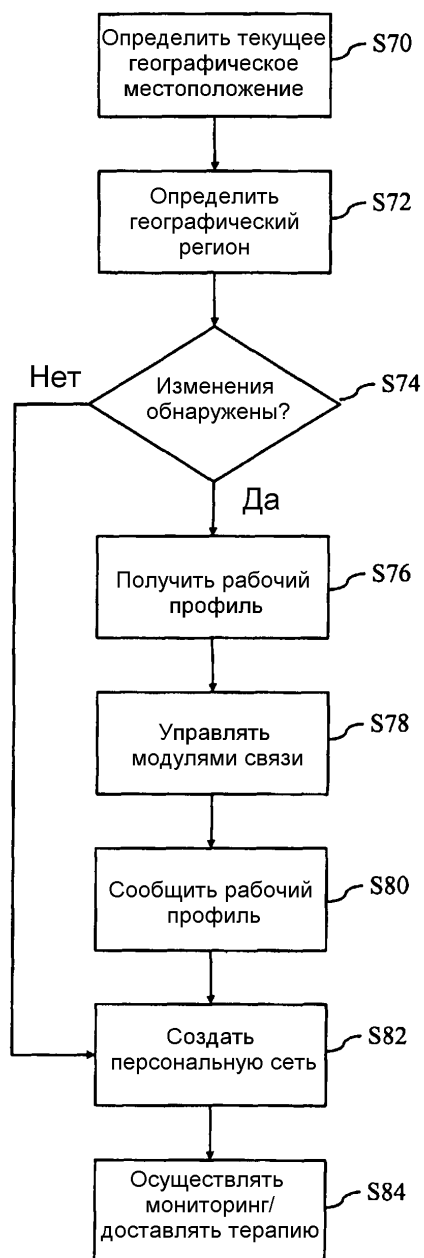 Определить текущее
географическое
местоположение
S70
Определить
географический
регион
S72
Нет
Изменения
обнаружены?
S74
Да
Получить рабочий
профиль
S76
Управлять
модулями связи
S78
Сообщить рабочий
профиль
S80
Создать
персональную сеть
S82
Осуществлять
мониторинг/
доставлять терапию
S84